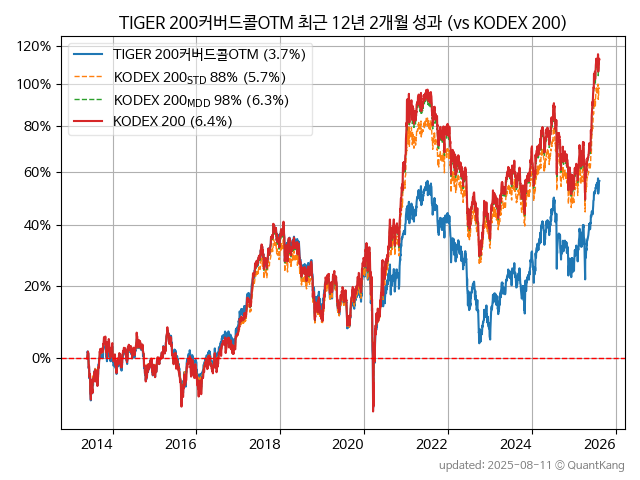 TIGER 200커버드콜OTM 최근 12년 2개월 성과 (vs KODEX 200)
120%
100%
80%
60%
40%
20%
0%
TIGER 200커버드콜OTM (3.7%)
KODEX 200STD 88% (5.7%)
KODEX 200MDD 98% (6.3%)
KODEX 200 (6.4%)
2014 2016 2018 2020 2022 2024 2026
updated: 2025-08-11 © QuantKang